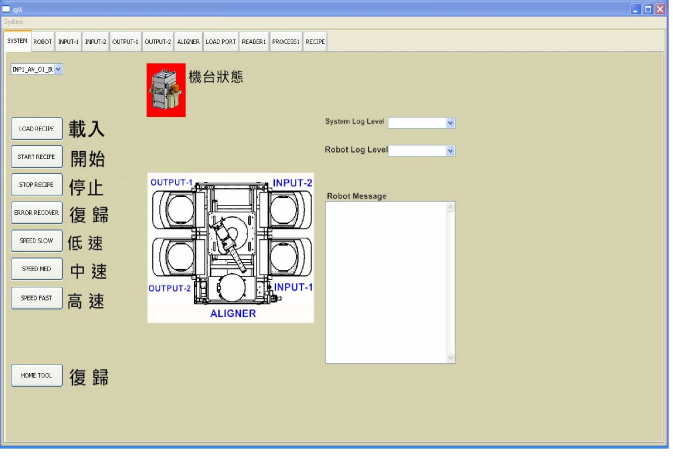 igM
System
SYSTEM ROBOT INPUT-1 INPUT-2 OUTPUT-1 OUTPUT-2 ALIGNER LOAD PORT READER1 PROCESS1 RECIPE
機台狀態
System Log Level
LOAD RECIPE 載入
Robot Log Level
START RECIPE 開始
OUTPUT-1 INPUT-2
STOP RECIPE 停止
Robot Message
ERROR RECOVER 復歸
SPEED SLOW 低速
SPEED MED 中速
OUTPUT-2 INPUT-1
SPEED FAST 高速
ALIGNER
HOME TOOL 復歸